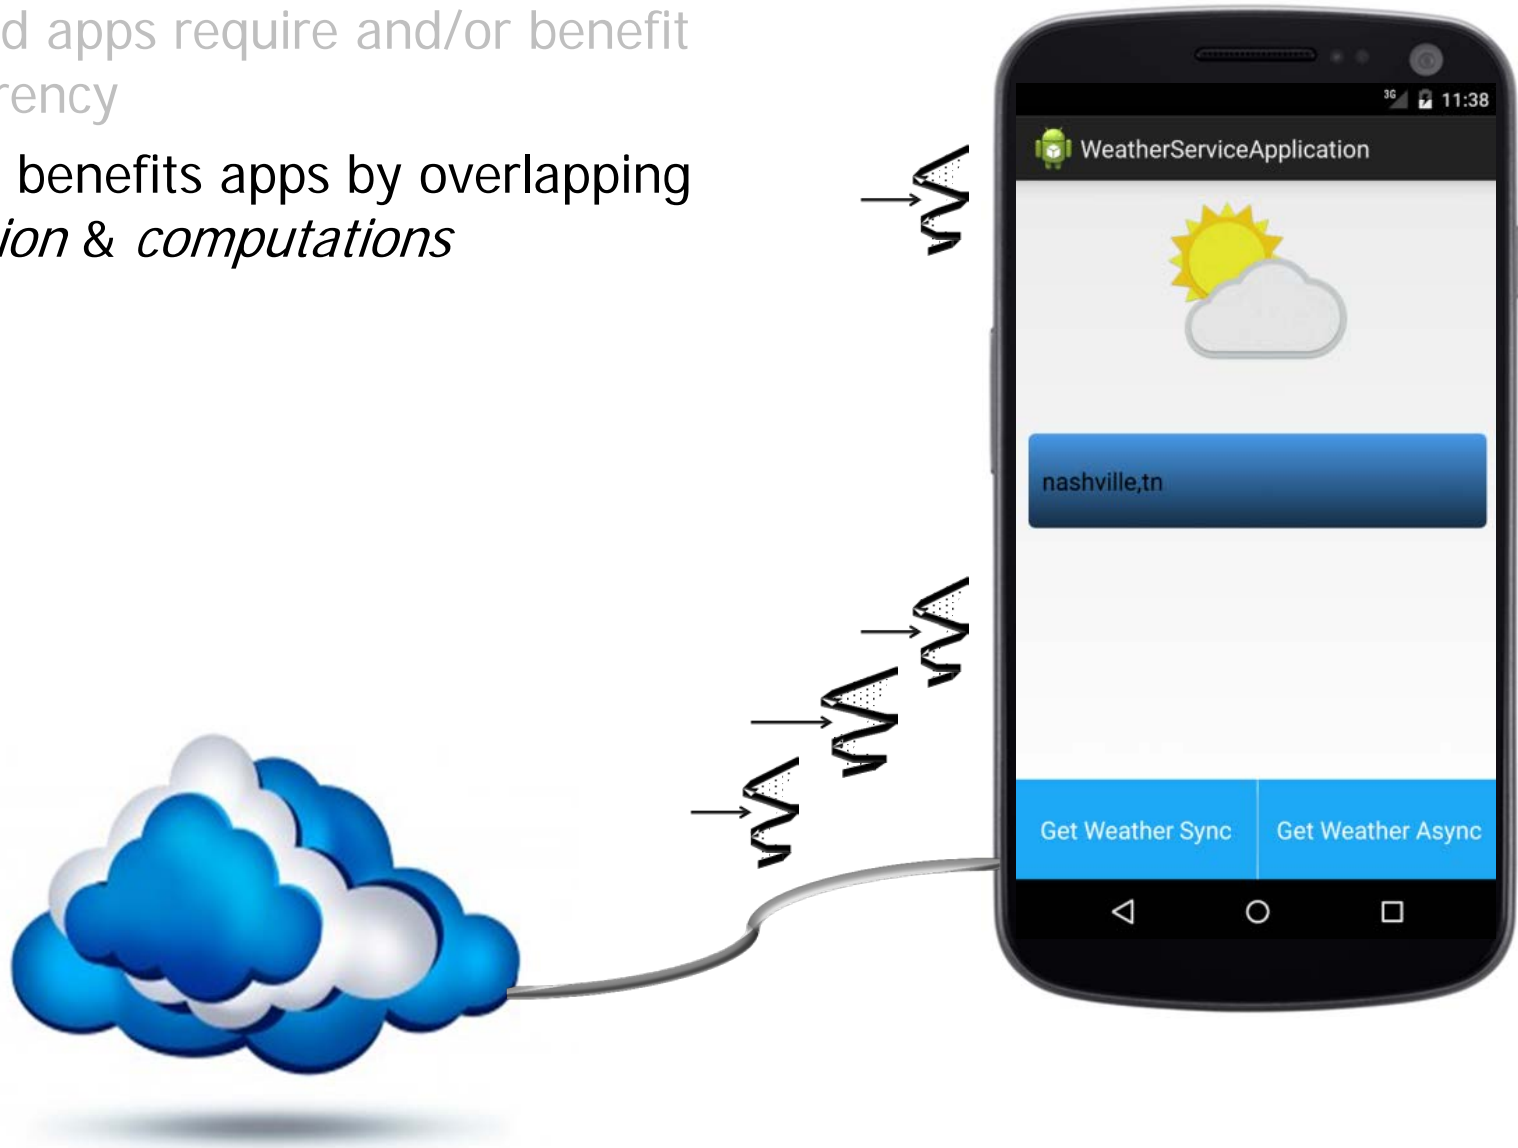 d apps require and/or benefit
rency
benefits apps by overlapping
ion & computations
3G 11:38
WeatherServiceApplication
nashville,tn
Get Weather Sync Get Weather Async